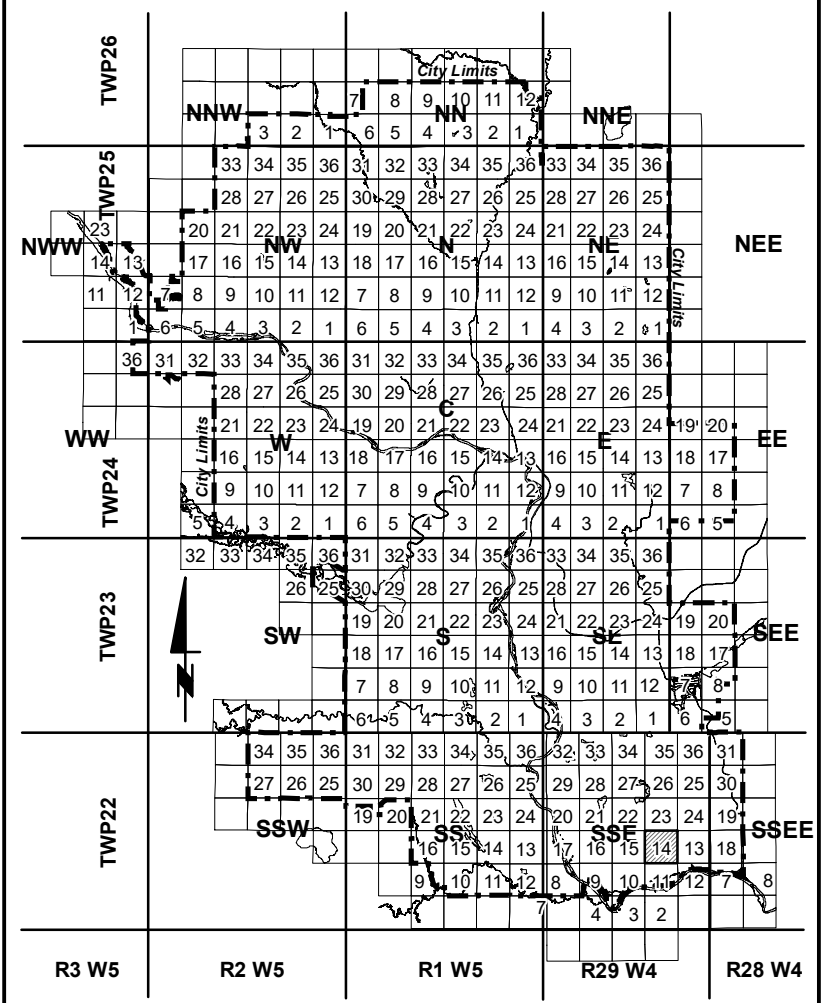 City Limits
TWP26
7 8 9 10 11 12
NNW NN NNE
3 2 1 6 5 4 3 2 1
TWP25
33 34 35 36 31 32 33 34 35 36 33 34 35 36
28 27 26 25 30 29 28 27 26 25 28 27 26 25
23 20 21 22 23 24 19 20 21 22 23 24 21 22 23 24
NWW NW N NE NEE
14 13 17 16 15 14 13 18 17 16 15 14 13 16 15 14 13
City Limits
11 12 7 8 9 10 11 12 7 8 9 10 11 12 9 10 11 12
1 6 5 4 3 2 1 6 5 4 3 2 1 4 3 2 1
36 31 32 33 34 35 36 31 32 33 34 35 36 33 34 35 36
28 27 26 25 30 29 28 27 26 25 28 27 26 25
C
21 22 23 24 19 20 21 22 23 24 21 22 23 24 19 20
WW W E EE
City Limits
TWP24
16 15 14 13 18 17 16 15 14 13 16 15 14 13 18 17
9 10 11 12 7 8 9 10 11 12 9 10 11 12 7 8
5 4 3 2 1 6 5 4 3 2 1 4 3 2 1 6 5
32 33 34 35 36 31 32 33 34 35 36 33 34 35 36
26 25 30 29 28 27 26 25 28 27 26 25
TWP23
19 20 21 22 23 24 21 22 23 24 19 20
SW S SE SEE
18 17 16 15 14 13 16 15 14 13 18 17
N
7 8 9 10 11 12 9 10 11 12 7 8
6 5 4 3 2 1 4 3 2 1 6 5
34 35 36 31 32 33 34 35 36 32 33 34 35 36 31
27 26 25 30 29 28 27 26 25 29 28 27 26 25 30
TWP22
19 20 21 22 23 24 20 21 22 23 24 19
SSW SS SSE SSEE
16 15 14 13 17 16 15 14 13 18
9 10 11 12 8 9 10 11 12 7 8
7 4 3 2
R3 W5 R2 W5 R1 W5 R29 W4 R28 W4